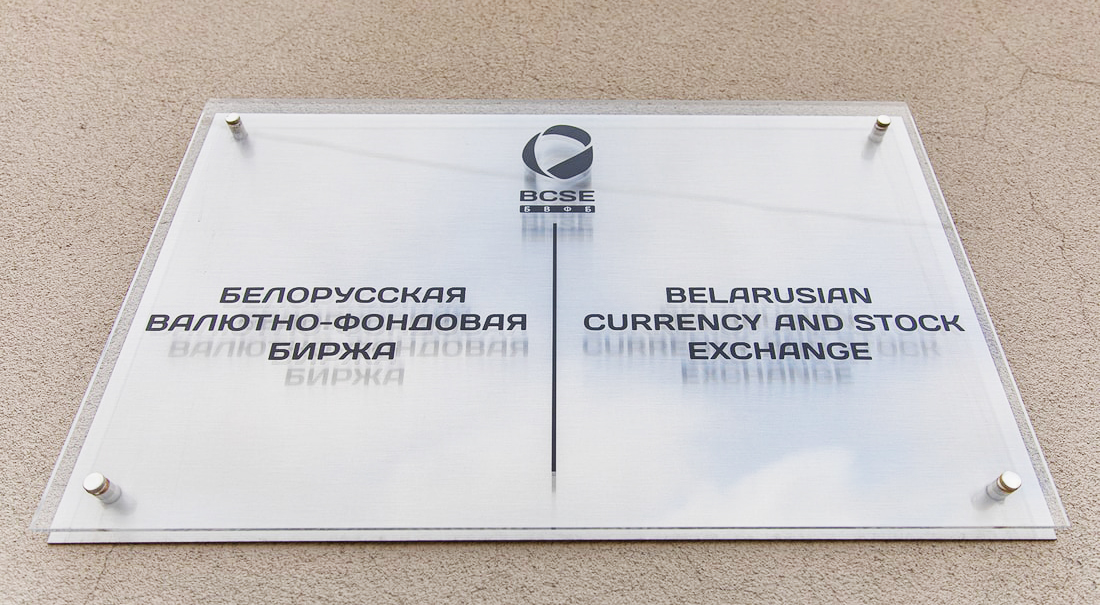 BCSE
БВФБ
БЕЛОРУССКАЯ
ВАЛЮТНО-ФОНДОВАЯ
БИРЖА
BELARUSIAN
CURRENCY AND STOCK
EXCHANGE